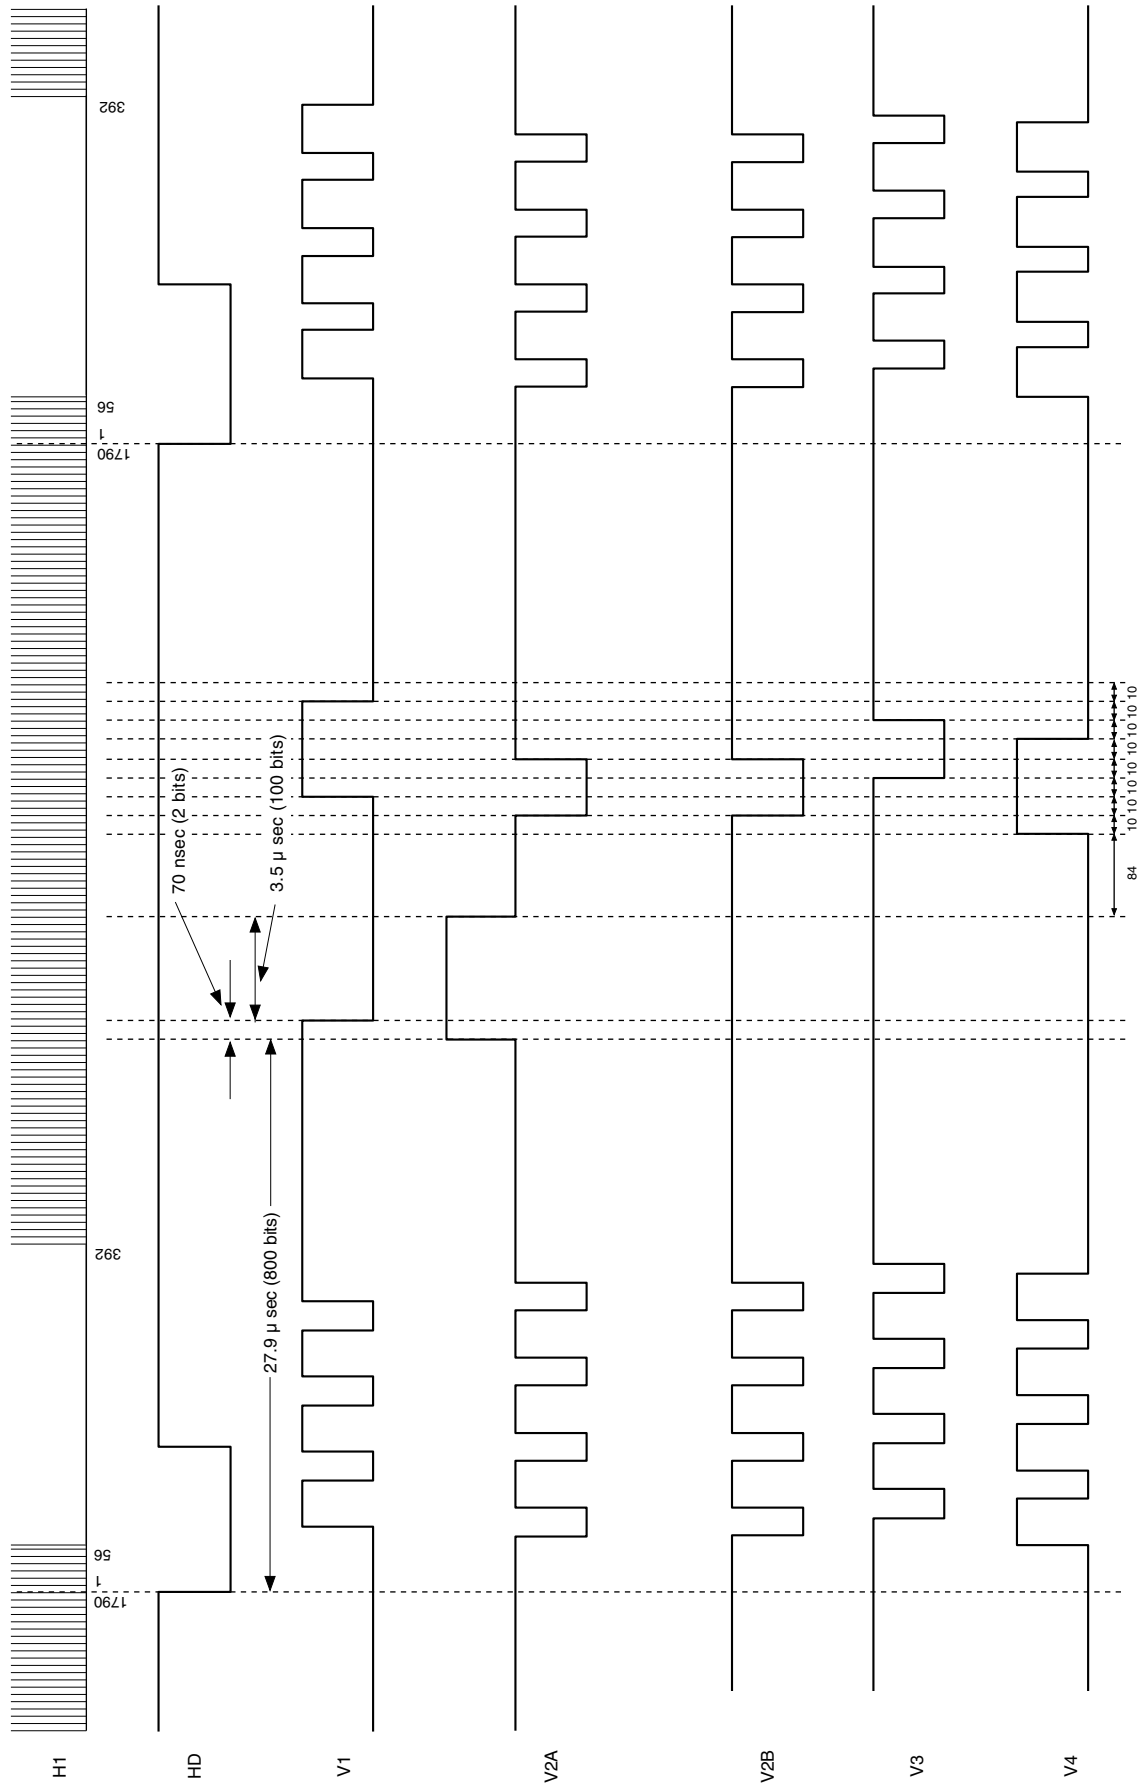 H1
HD
V1
V2A
V2B
V3
V4
1790
1
56
392
1790
1
56
392
27.9 µ sec (800 bits)
70 nsec (2 bits)
3.5 µ sec (100 bits)
84
10 10 10 10 10 10 10 10